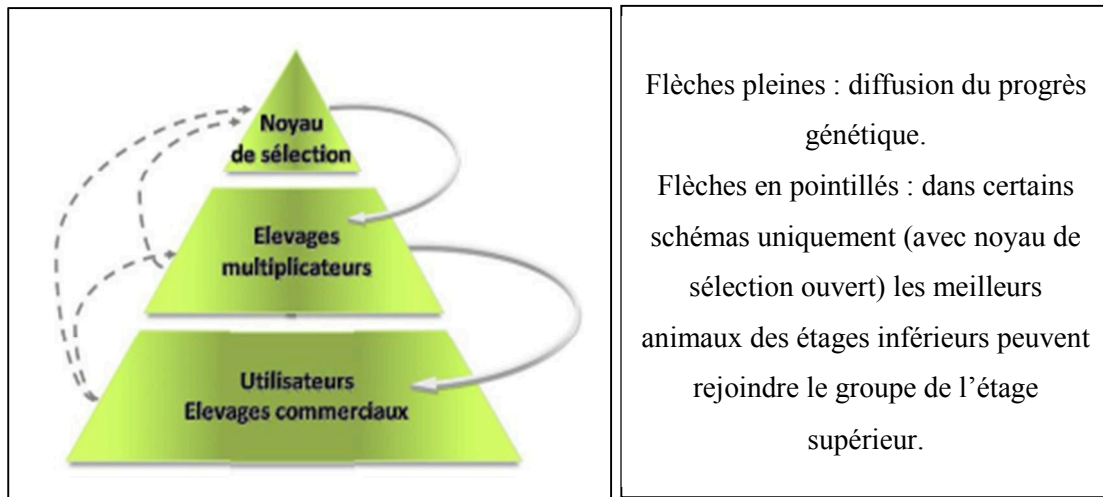 Noyau
de sélection
Elevages
multiplicateurs
Utilisateurs
Elevages commerciaux
Flèches pleines : diffusion du progrès
génétique.
Flèches en pointillés : dans certains
schémas uniquement (avec noyau de
sélection ouvert) les meilleurs
animaux des étages inférieurs peuvent
rejoindre le groupe de l’étage
supérieur.